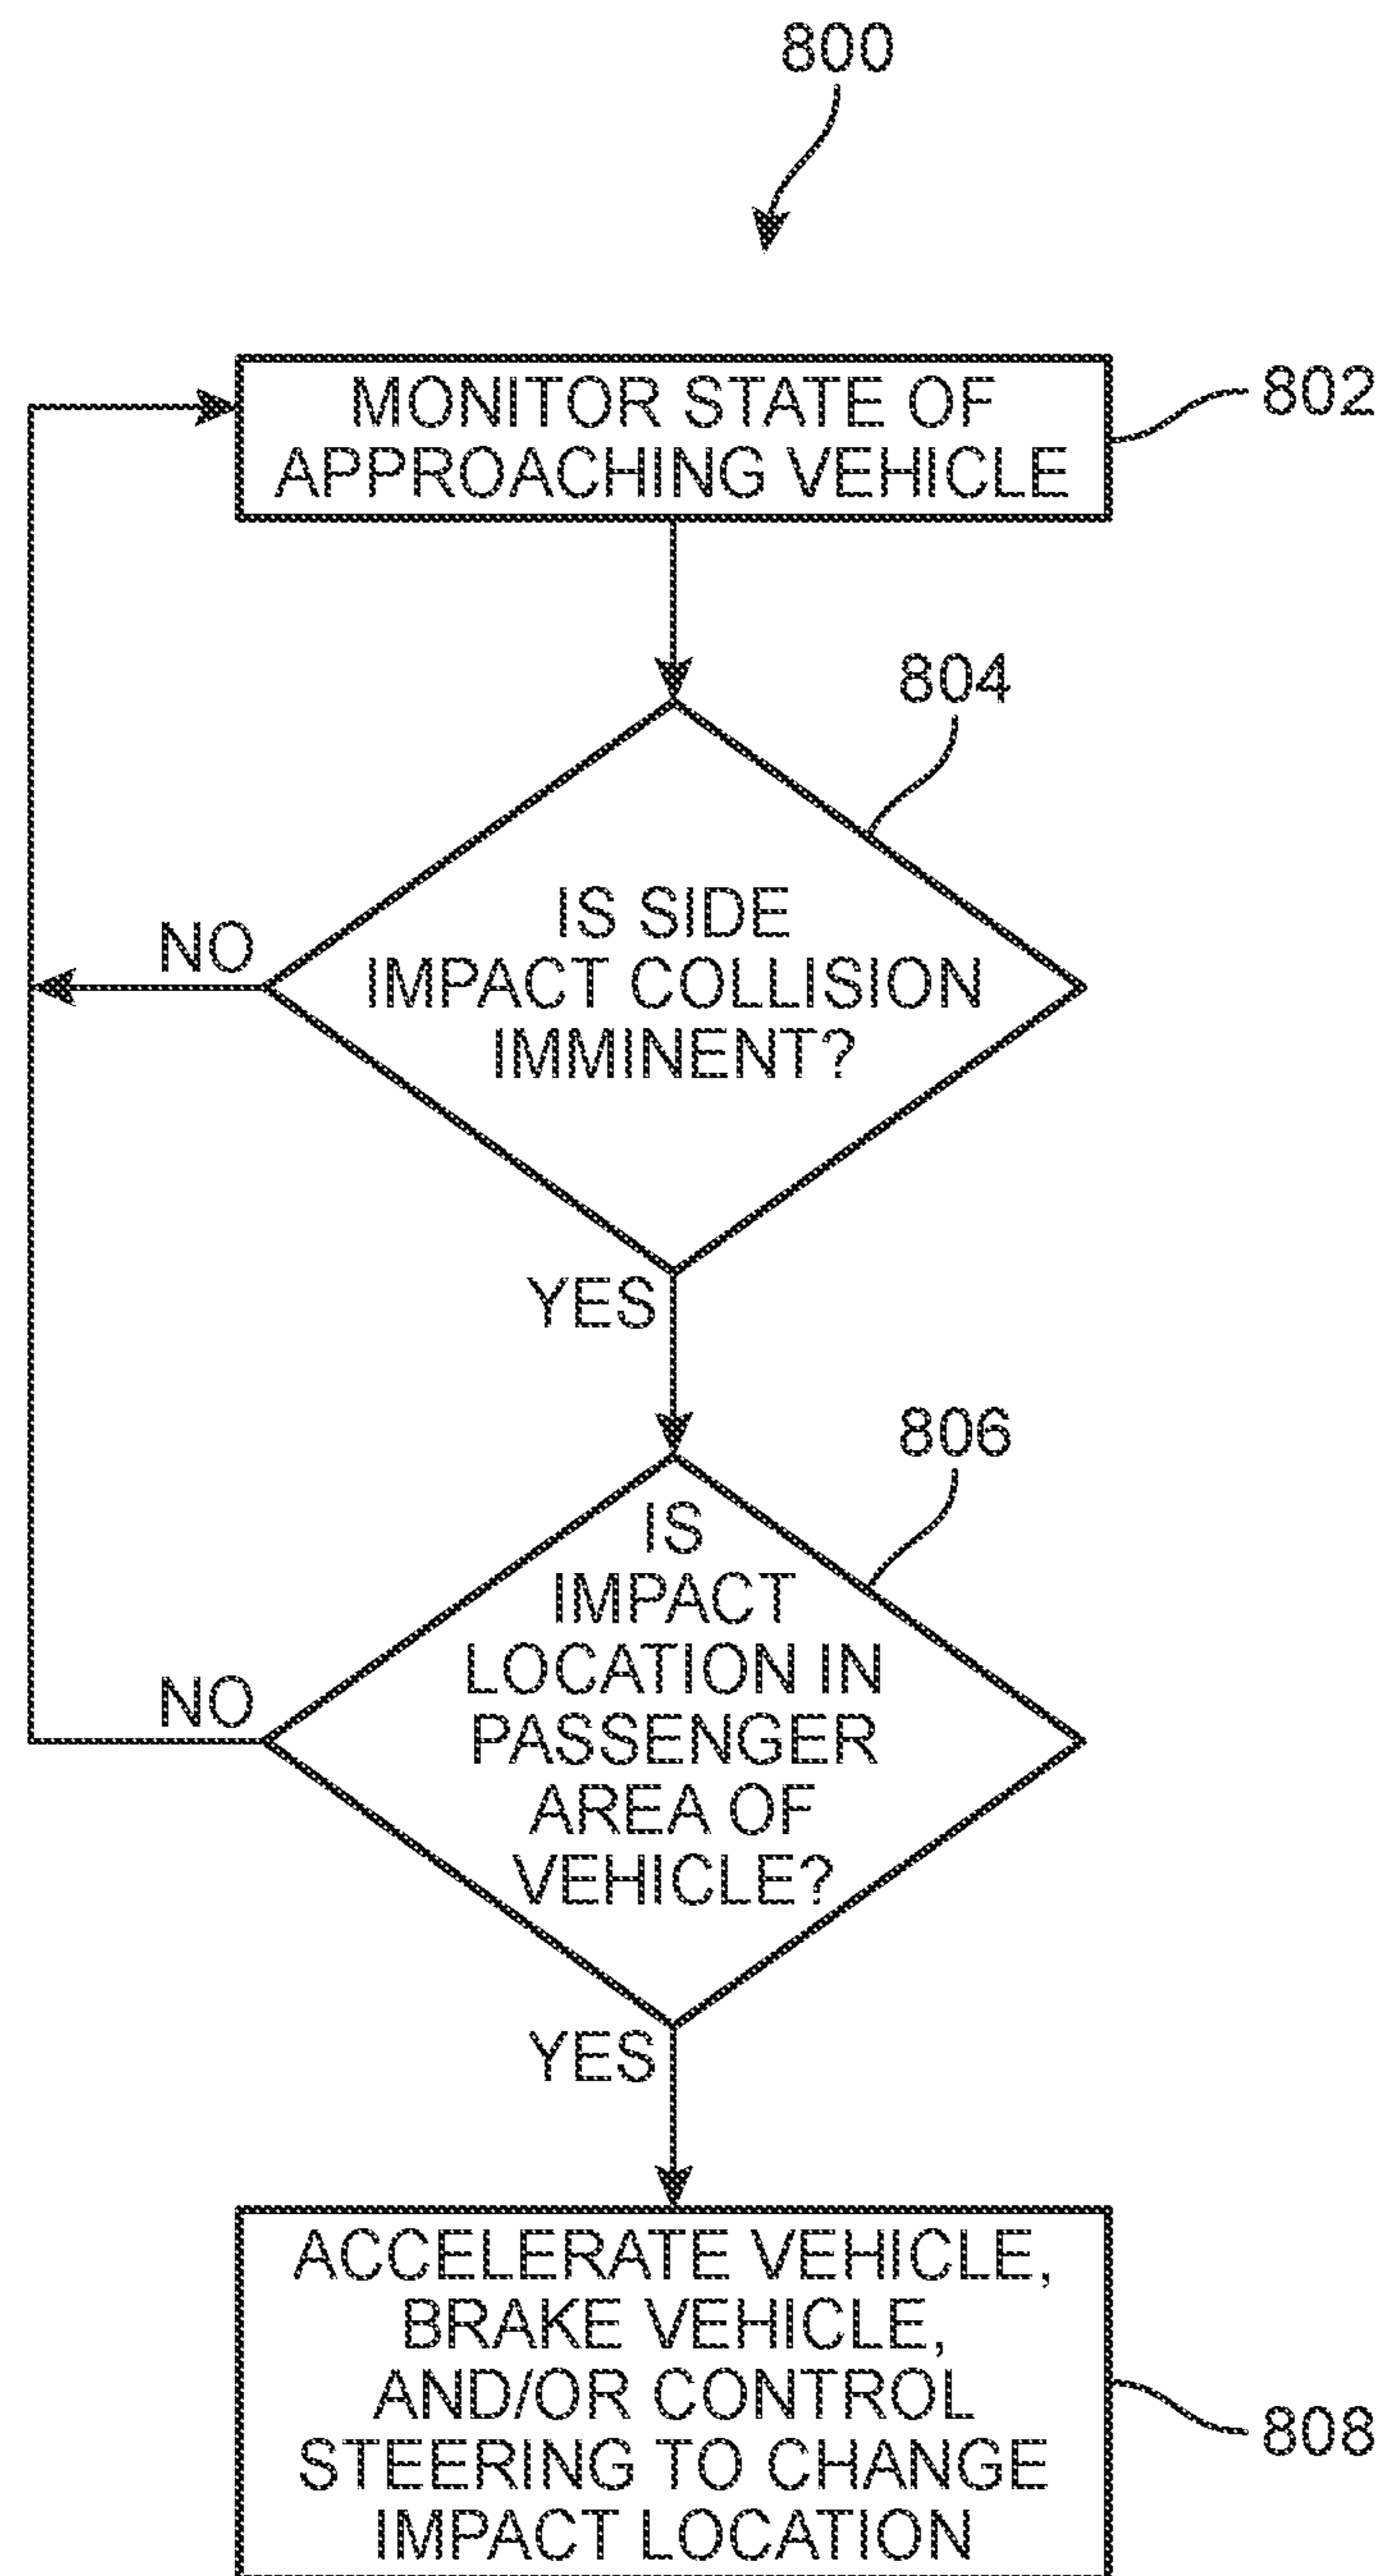 800
MONITOR STATE OF
APPROACHING VEHICLE
802
804
IS SIDE
IMPACT COLLISION
IMMINENT?
NO
YES
806
IS
IMPACT
LOCATION IN
PASSENGER
AREA OF
VEHICLE?
NO
YES
ACCELERATE VEHICLE,
BRAKE VEHICLE,
AND/OR CONTROL
STEERING TO CHANGE
IMPACT LOCATION
808